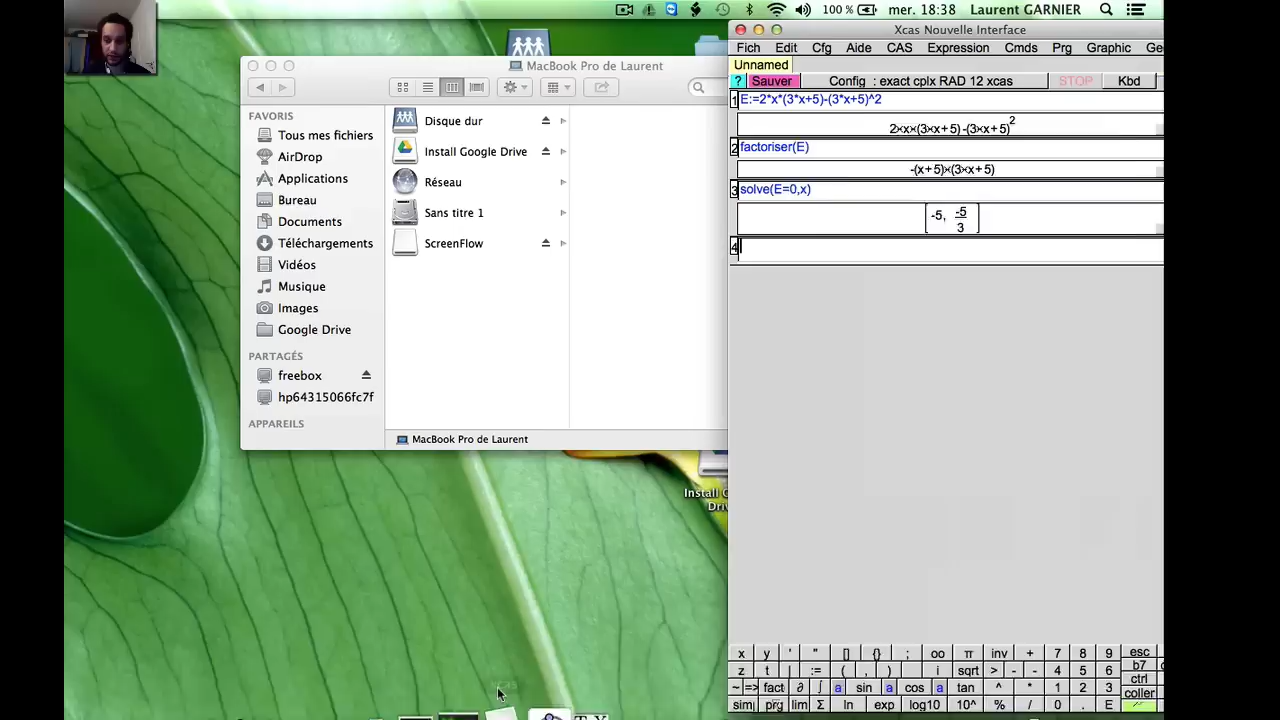 100 %
mer. 18:38
Laurent GARNIER
MacBook Pro de Laurent
FAVORIS
Tous mes fichiers
AirDrop
Applications
Bureau
Documents
Téléchargements
Vidéos
Musique
Images
Google Drive
PARTAGÉS
freebox
hp64315066fc7f
APPAREILS
Disque dur
Install Google Drive
Réseau
Sans titre 1
ScreenFlow
MacBook Pro de Laurent
Install G
Driv
Xcas Nouvelle Interface
Fich Edit Cfg Aide CAS Expression Cmds Prg Graphic Ge
Unnamed
? Sauver Config : exact cplx RAD 12 xcas STOP Kbd
1 E:=2*x*(3*x+5)-(3*x+5)^2
2×x×(3×x+5)-(3×x+5)²
2 factoriser(E)
-(x+5)×(3×x+5)
3 solve(E=0,x)
[-5, -5/3]
4
x y ' " [] {} ; oo π inv + 7 8 9 esc
z t | := ( , ) i sqrt > - - 4 5 6 b7
~ => fact ∂ ∫ a sin a cos a tan ^ * 1 2 3 ctrl
coller
simj prg lim Σ ln exp log10 10^ % / 0 . E